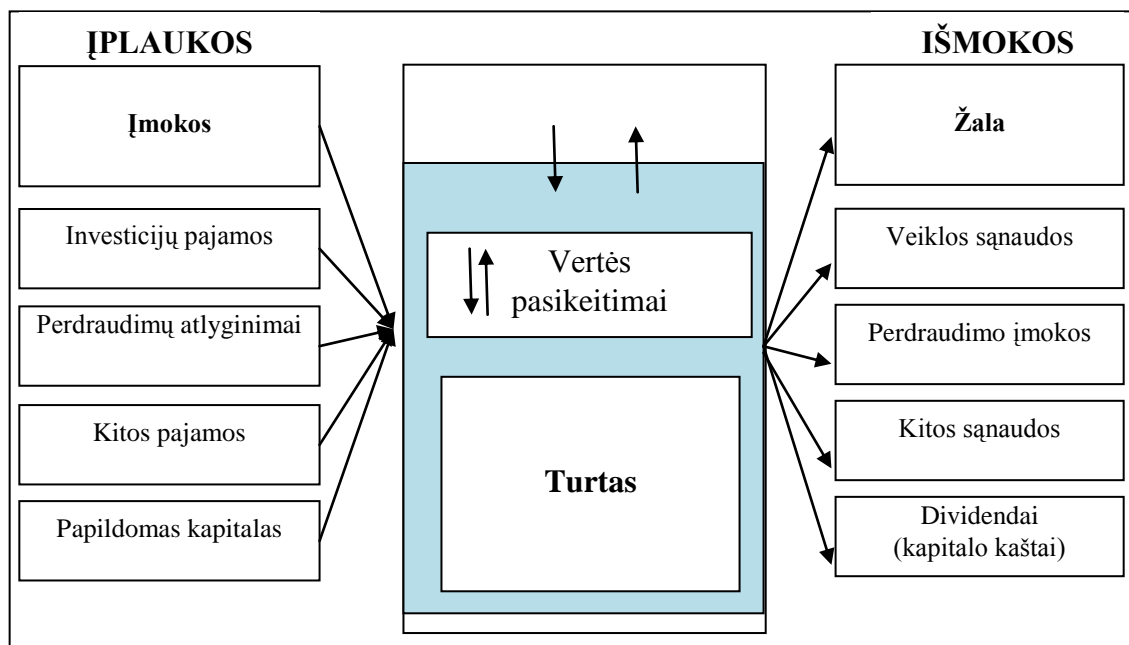 ĮPLAUKOS
Įmokos
Investicijų pajamos
Perdraudimų atlyginimai
Kitos pajamos
Papildomas kapitalas
Vertės
pasikeitimai
Turtas
IŠMOKOS
Žala
Veiklos sąnaudos
Perdraudimo įmokos
Kitos sąnaudos
Dividendai
(kapitalo kaštai)